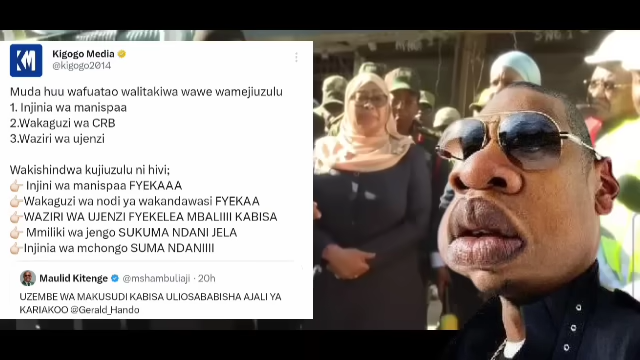 KM
Kigogo Media
@kigogo2014
Muda huu wafuatao walitakiwa wawe wamejiuzulu
1. Injinia wa manispaa
2.Wakaguzi wa CRB
3.Waziri wa ujenzi
Wakishindwa kujiuzulu ni hivi;
👉🏻 Injini wa manispaa FYEKAAA
👉🏻Wakaguzi wa nodi ya wakandawasi FYEKAA
👉🏻WAZIRI WA UJENZI FYEKELEA MBALIIII KABISA
👉🏻 Mmiliki wa jengo SUKUMA NDANI JELA
👉🏻Injinia wa mchongo SUMA NDANIIII
Maulid Kitenge @mshambuliaji · 20h
UZEMBE WA MAKUSUDI KABISA ULIOSABABISHA AJALI YA
KARIAKOO @Gerald_Hando